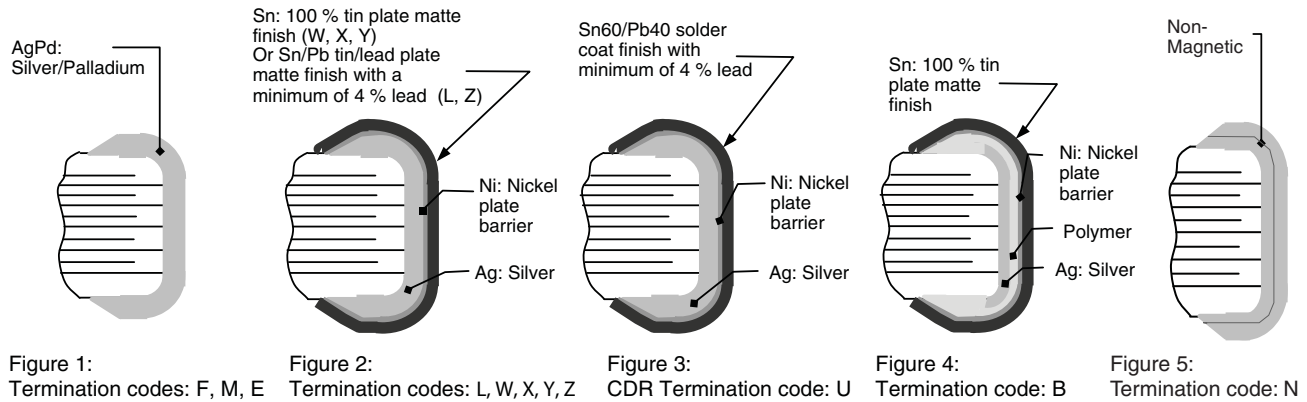 AgPd:
Silver/Palladium
Figure 1:
Termination codes: F, M, E
Sn: 100 % tin plate matte
finish (W, X, Y)
Or Sn/Pb tin/lead plate
matte finish with a
minimum of 4 % lead (L, Z)
Ni: Nickel
plate
barrier
Ag: Silver
Figure 2:
Termination codes: L, W, X, Y, Z
Sn60/Pb40 solder
coat finish with
minimum of 4 % lead
Ni: Nickel
plate
barrier
Ag: Silver
Figure 3:
CDR Termination code: U
Sn: 100 % tin
plate matte
finish
Ni: Nickel
plate
barrier
Polymer
Ag: Silver
Figure 4:
Termination code: B
Non-
Magnetic
Figure 5:
Termination code: N